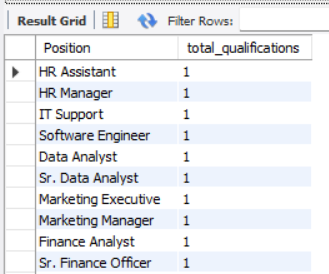 Result Grid Filter Rows:
Position total_qualifications
HR Assistant 1
HR Manager 1
IT Support 1
Software Engineer 1
Data Analyst 1
Sr. Data Analyst 1
Marketing Executive 1
Marketing Manager 1
Finance Analyst 1
Sr. Finance Officer 1